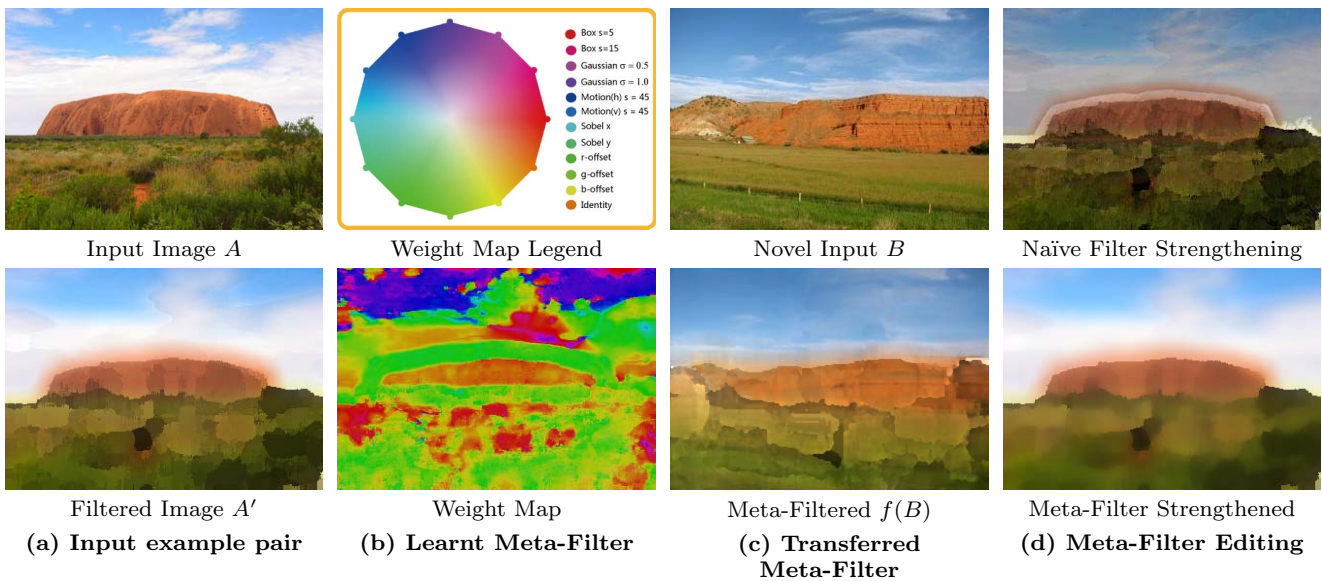 Box s=5
Box s=15
Gaussian σ = 0.5
Gaussian σ = 1.0
Motion(h) s = 45
Motion(v) s = 45
Sobel x
Sobel y
r-offset
g-offset
b-offset
Identity
Input Image A
Weight Map Legend
Novel Input B
Naïve Filter Strengthening
Filtered Image A′
Weight Map
Meta-Filtered f(B)
Meta-Filter Strengthened
(a) Input example pair
(b) Learnt Meta-Filter
(c) Transferred
Meta-Filter
(d) Meta-Filter Editing